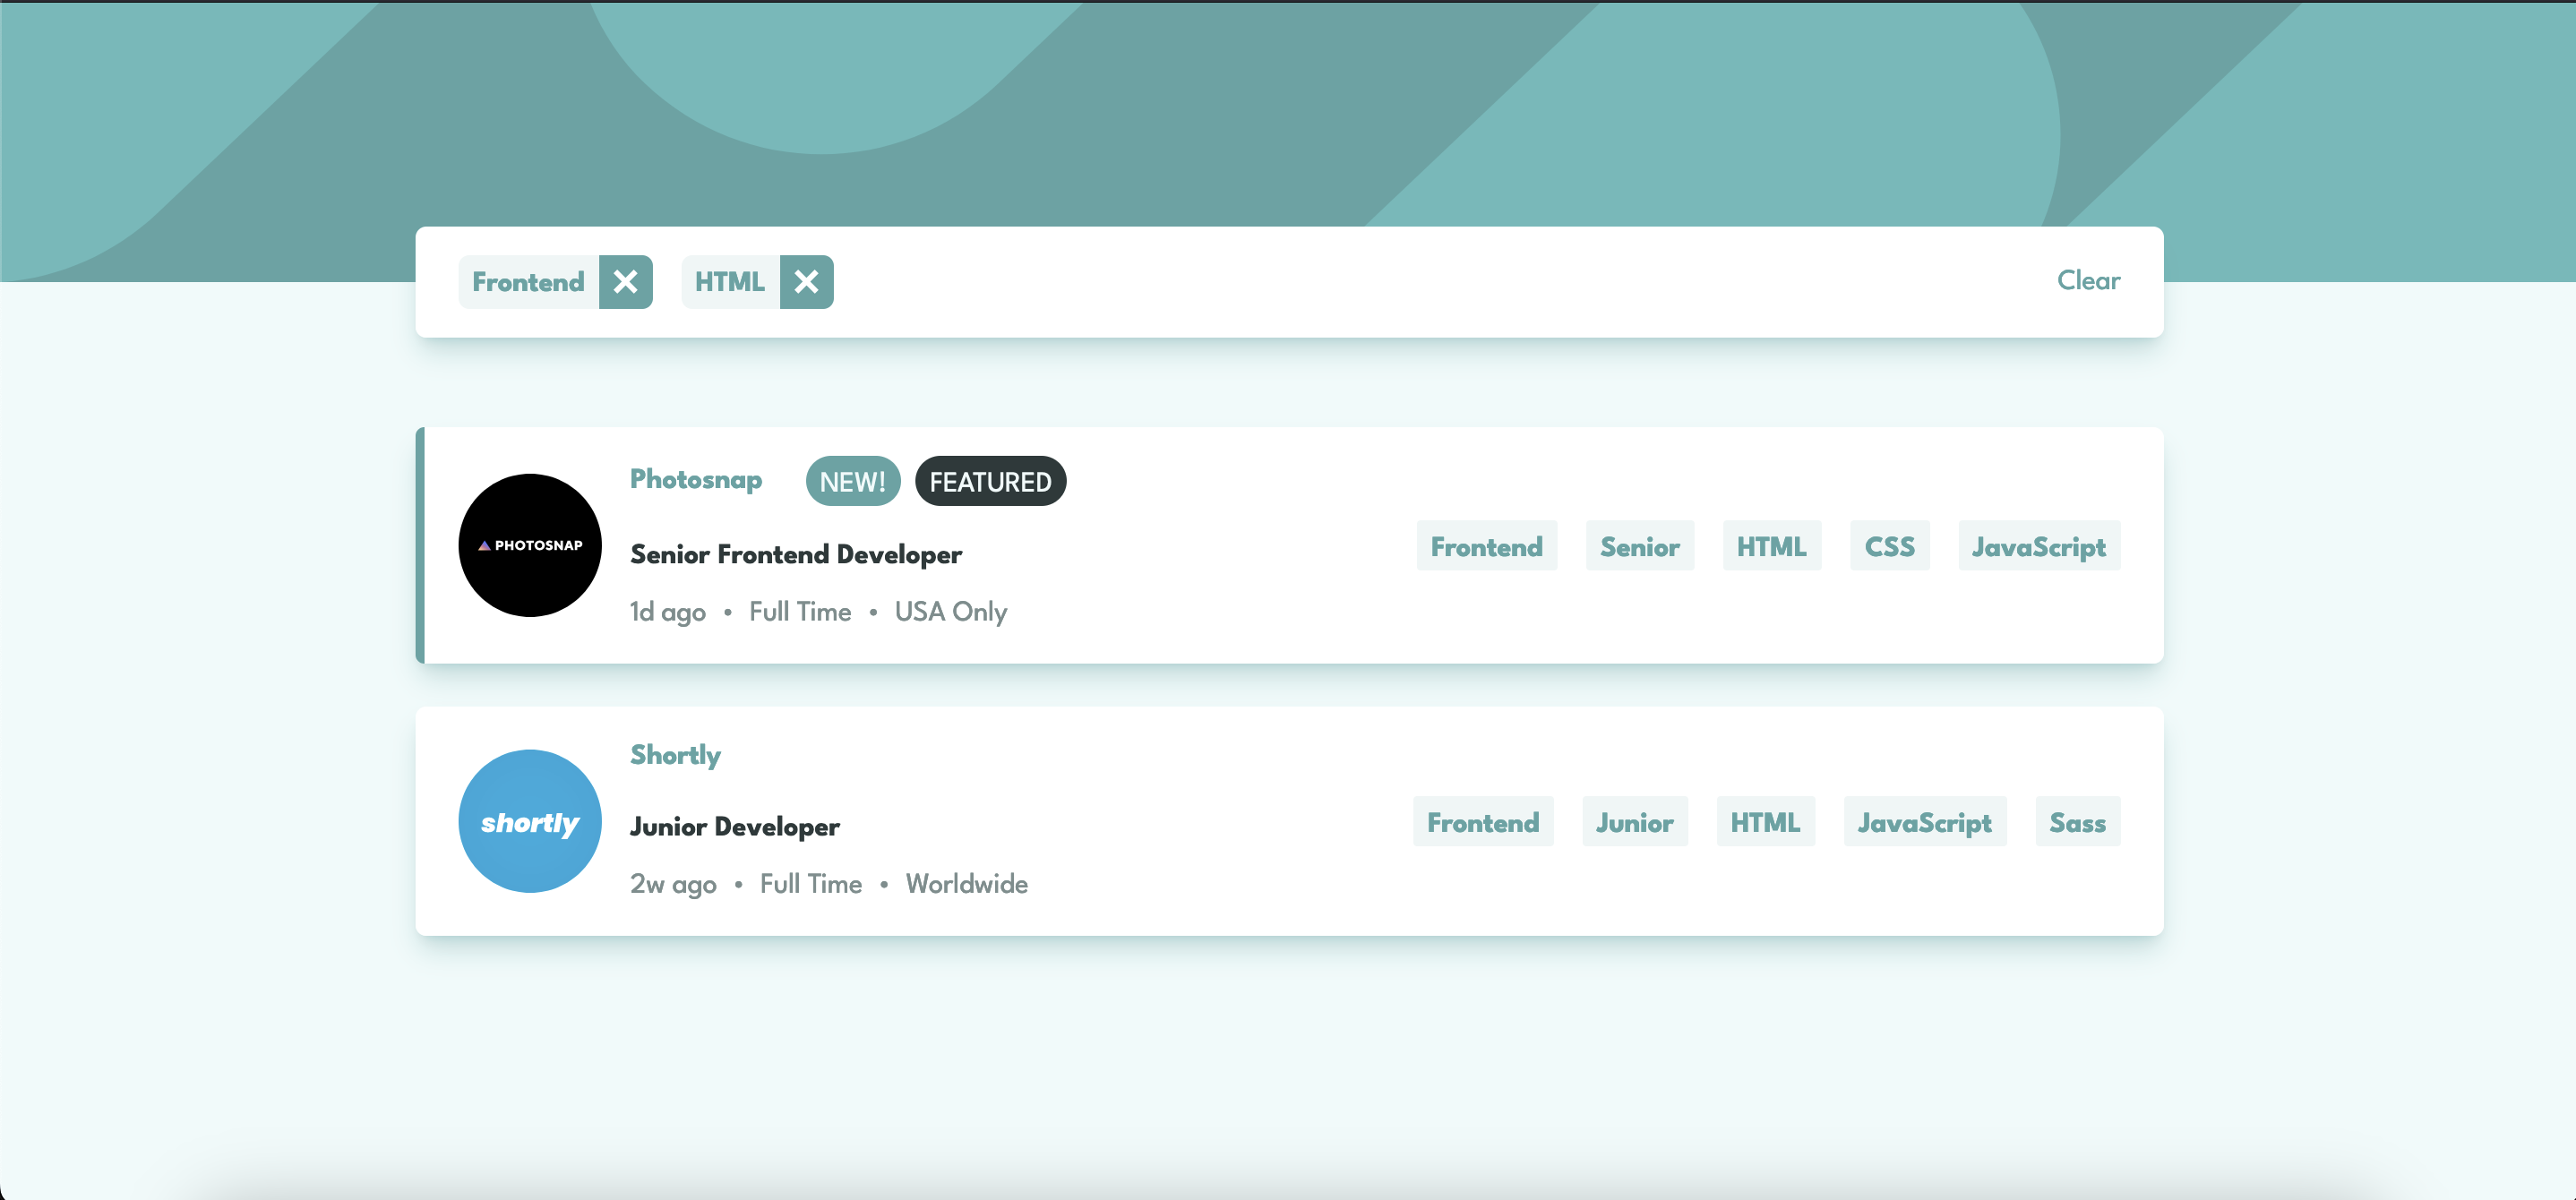 Frontend HTML Clear
Photosnap NEW! FEATURED
PHOTOSNAP
Senior Frontend Developer
1d ago • Full Time • USA Only
Frontend Senior HTML CSS JavaScript
Shortly
shortly
Junior Developer
2w ago • Full Time • Worldwide
Frontend Junior HTML JavaScript Sass